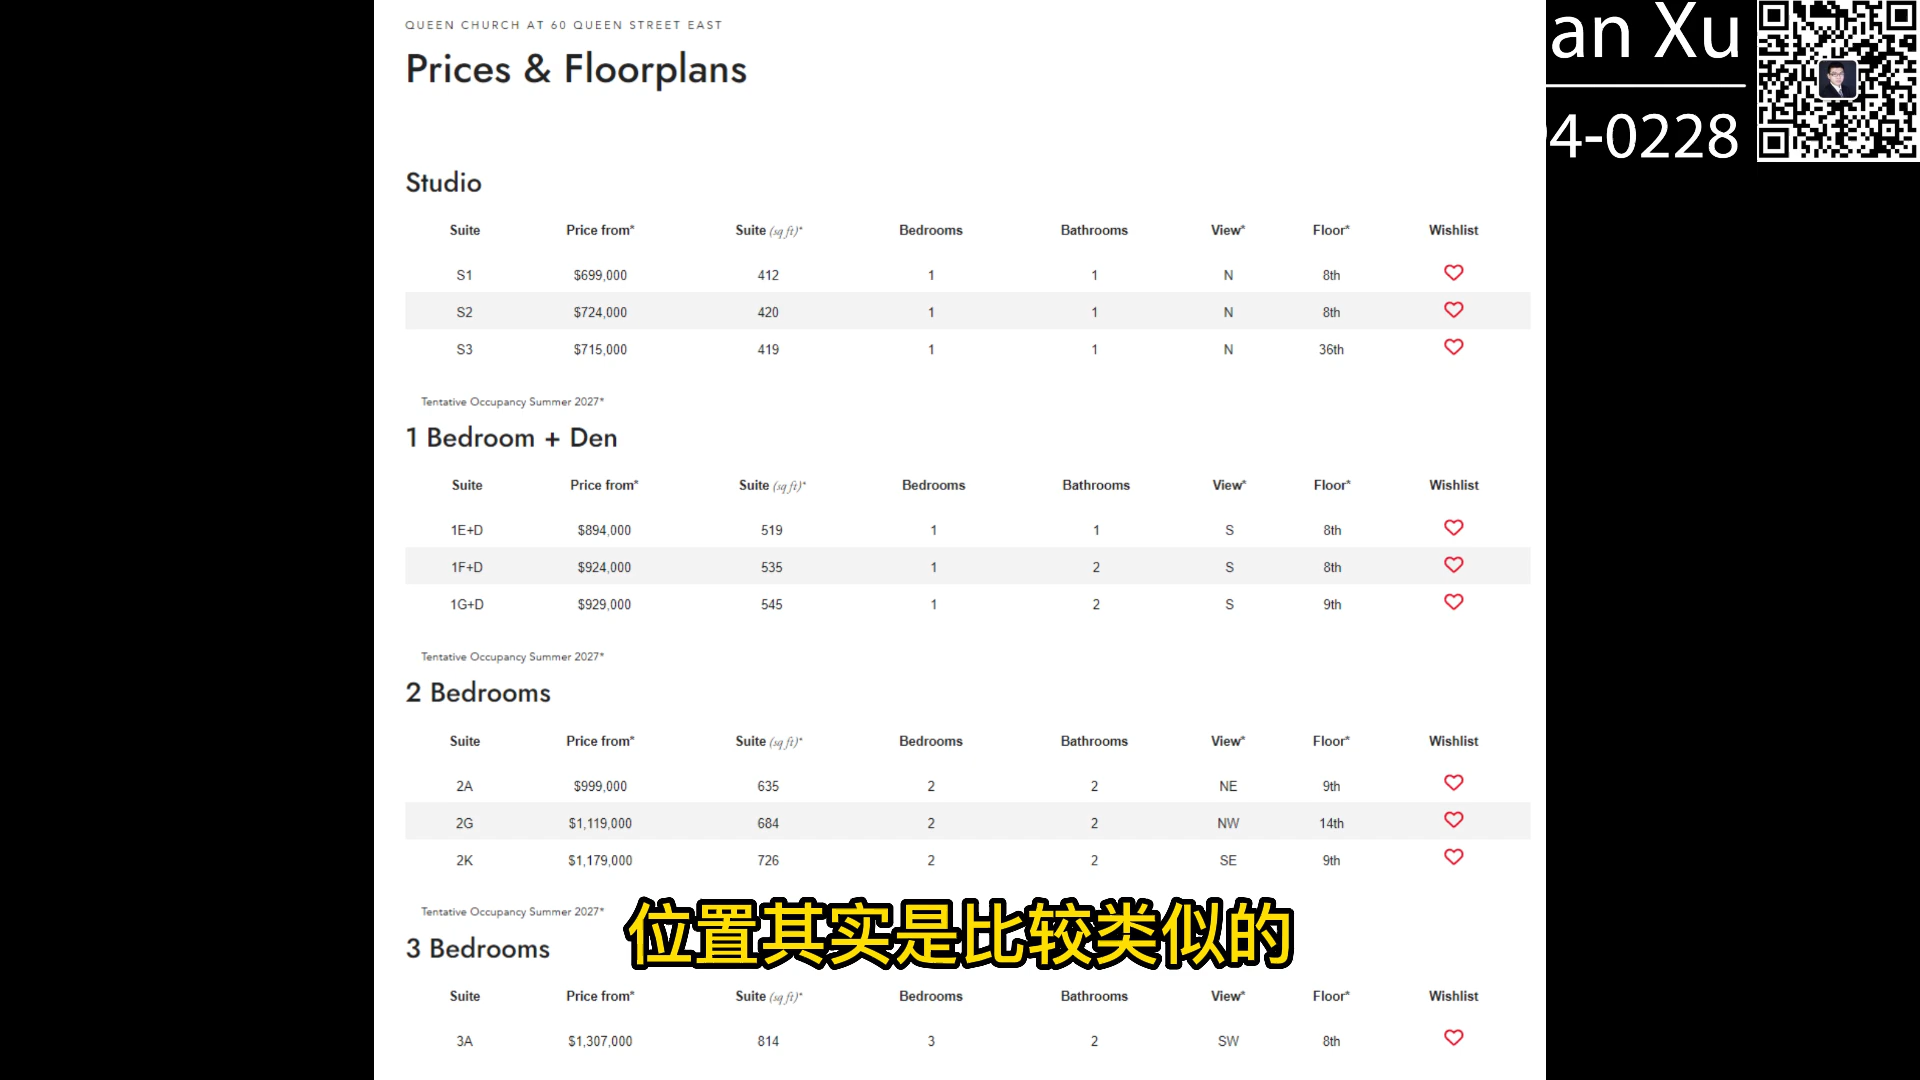 QUEEN CHURCH AT 60 QUEEN STREET EAST
Prices & Floorplans
an Xu
4-0228
Studio
Suite Price from* Suite (sq ft)* Bedrooms Bathrooms View* Floor* Wishlist
S1 $699,000 412 1 1 N 8th
S2 $724,000 420 1 1 N 8th
S3 $715,000 419 1 1 N 36th
Tentative Occupancy Summer 2027*
1 Bedroom + Den
Suite Price from* Suite (sq ft)* Bedrooms Bathrooms View* Floor* Wishlist
1E+D $894,000 519 1 1 S 8th
1F+D $924,000 535 1 2 S 8th
1G+D $929,000 545 1 2 S 9th
Tentative Occupancy Summer 2027*
2 Bedrooms
Suite Price from* Suite (sq ft)* Bedrooms Bathrooms View* Floor* Wishlist
2A $999,000 635 2 2 NE 9th
2G $1,119,000 684 2 2 NW 14th
2K $1,179,000 726 2 2 SE 9th
Tentative Occupancy Summer 2027*
位置其实是比较类似的
3 Bedrooms
Suite Price from* Suite (sq ft)* Bedrooms Bathrooms View* Floor* Wishlist
3A $1,307,000 814 3 2 SW 8th